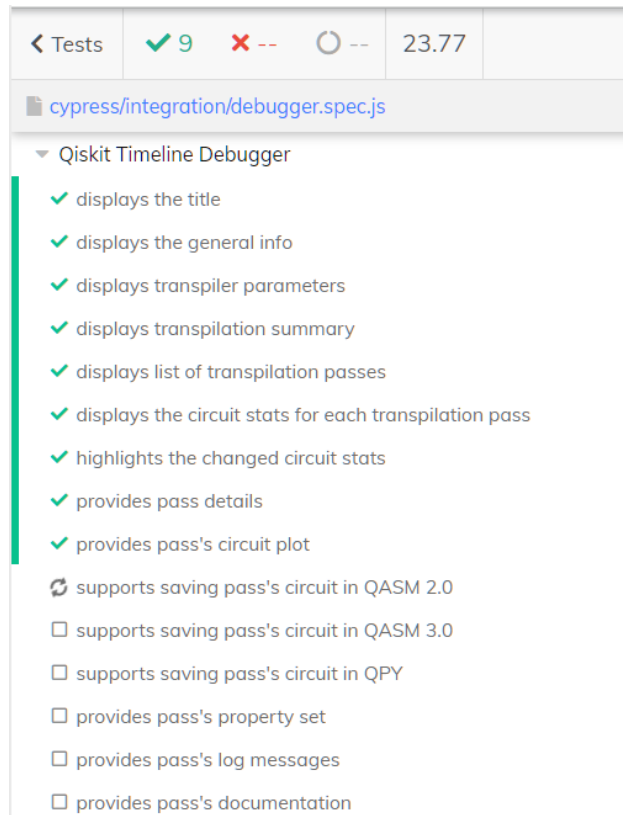 Tests 9 -- -- 23.77
cypress/integration/debugger.spec.js
Qiskit Timeline Debugger
displays the title
displays the general info
displays transpiler parameters
displays transpilation summary
displays list of transpilation passes
displays the circuit stats for each transpilation pass
highlights the changed circuit stats
provides pass details
provides pass's circuit plot
supports saving pass's circuit in QASM 2.0
supports saving pass's circuit in QASM 3.0
supports saving pass's circuit in QPY
provides pass's property set
provides pass's log messages
provides pass's documentation